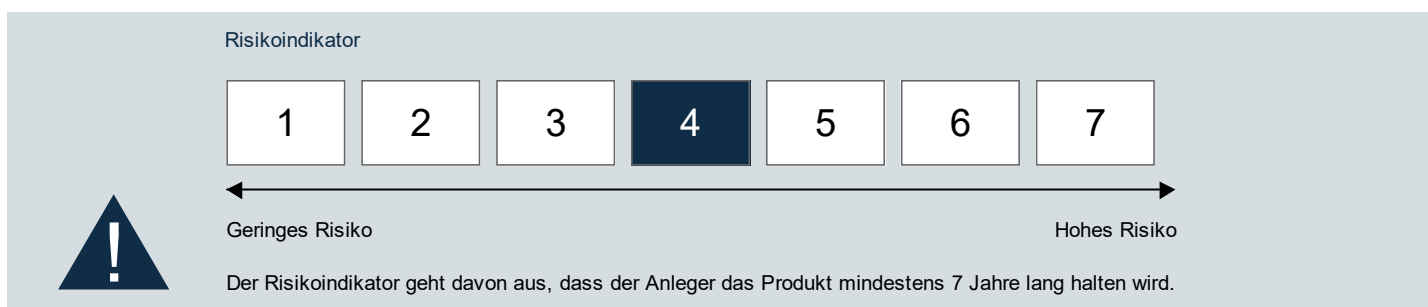 Risikoindikator
1 2 3 4 5 6 7
Geringes Risiko Hohes Risiko
!
Der Risikoindikator geht davon aus, dass der Anleger das Produkt mindestens 7 Jahre lang halten wird.